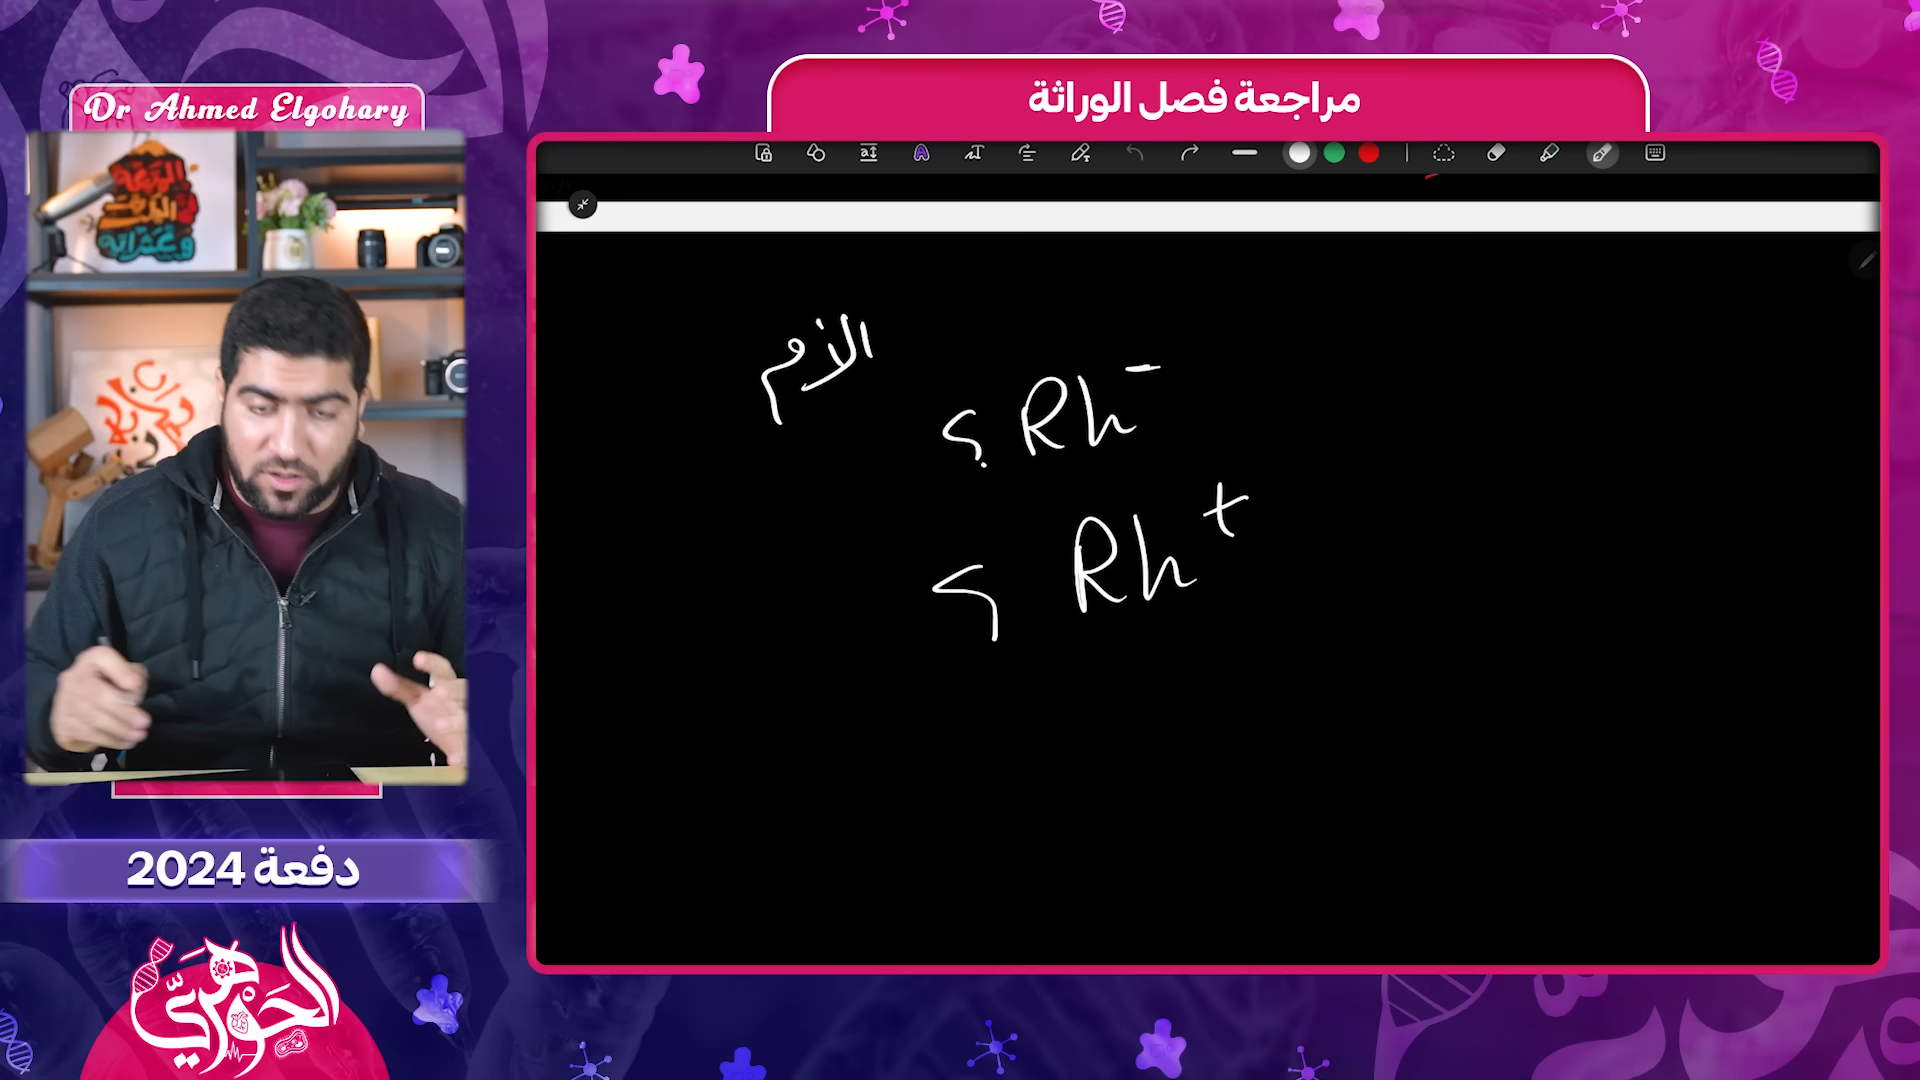 Dr Ahmed Elgohary
مراجعة فصل الوراثة
الأم
؟ Rh -
؟ Rh +
دفعة 2024
الجوهري